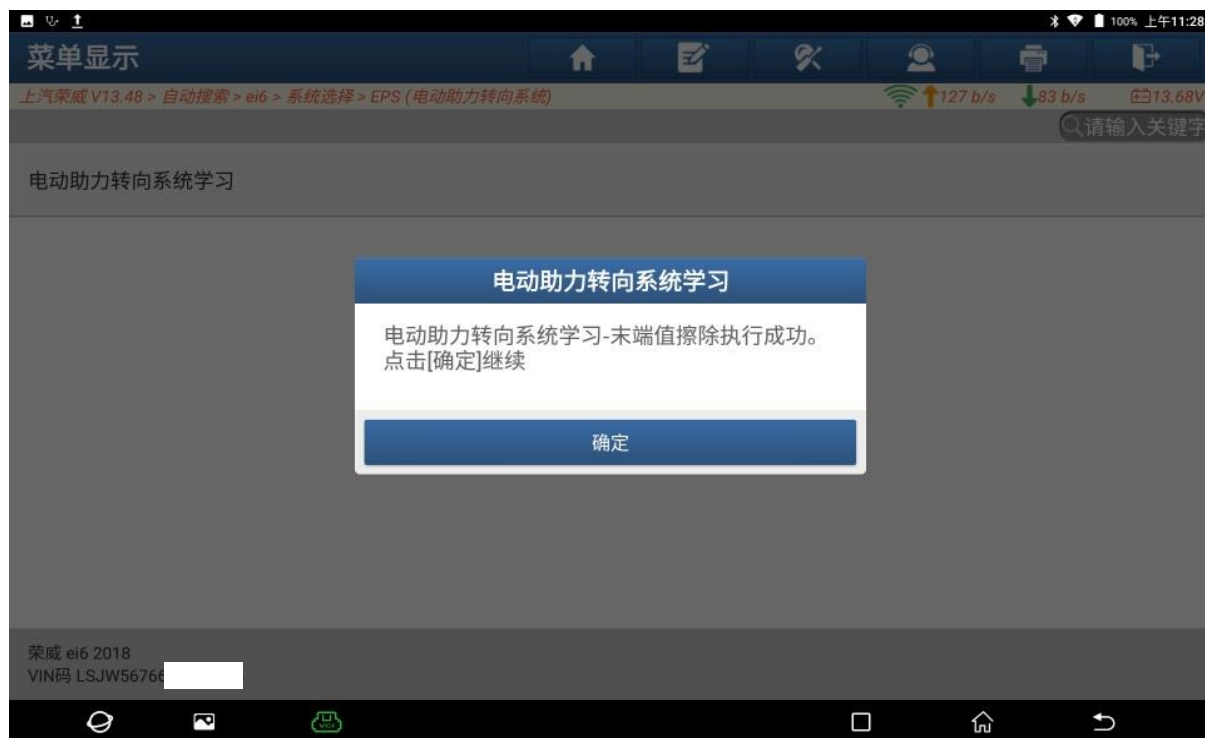 100% 上午11:28
菜单显示
上汽荣威 V13.48 > 自动搜索 > ei6 > 系统选择 > EPS (电动助力转向系统)
127 b/s 83 b/s 13.68V
请输入关键字
电动助力转向系统学习
电动助力转向系统学习
电动助力转向系统学习-末端值擦除执行成功。
点击[确定]继续
确定
荣威 ei6 2018
VIN码 LSJW56766
VCI